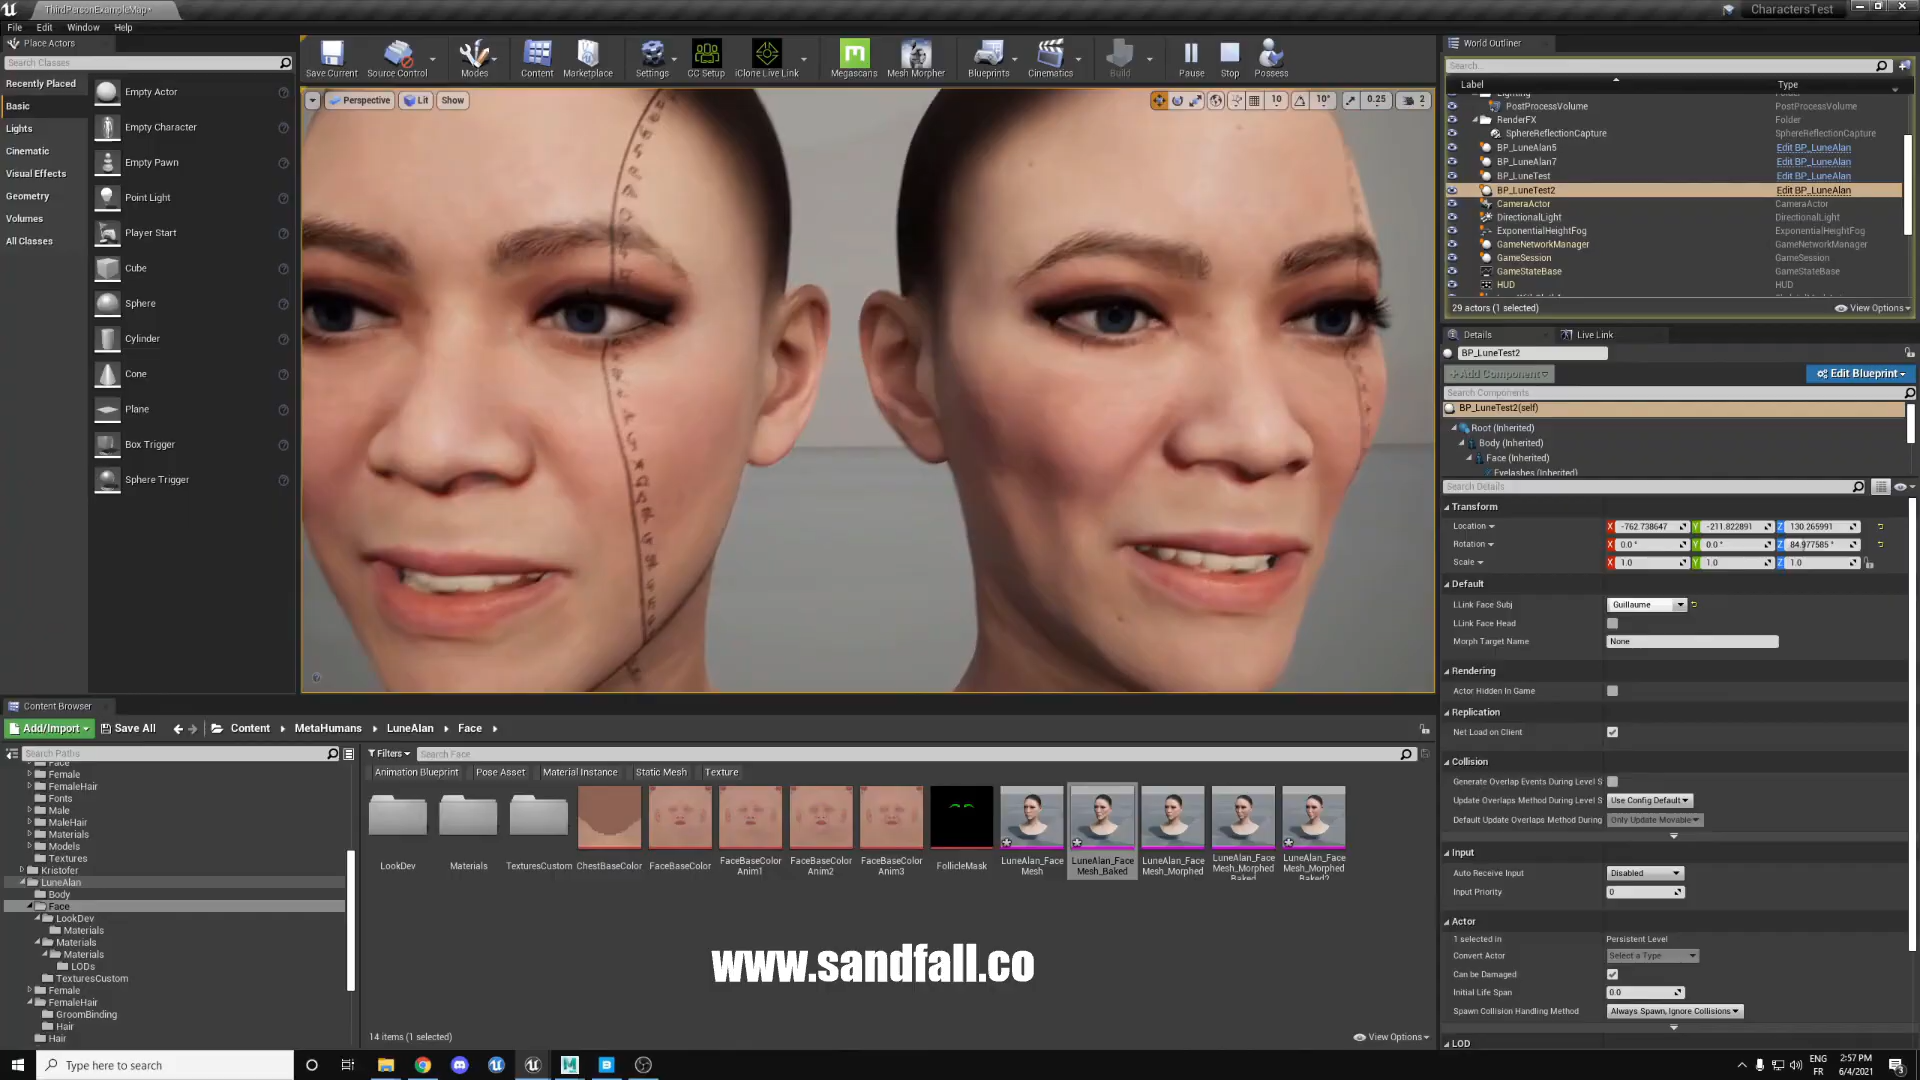 ThirdPersonExampleMap*
CharactersTest
File Edit Window Help
Place Actors
Search Classes
Recently Placed
Basic
Lights
Cinematic
Visual Effects
Geometry
Volumes
All Classes
Empty Actor
Empty Character
Empty Pawn
Point Light
Player Start
Cube
Sphere
Cylinder
Cone
Plane
Box Trigger
Sphere Trigger
Save Current Source Control Modes Content Marketplace Settings CC Setup iClone Live Link Megascans Mesh Morpher Blueprints Cinematics Build Pause Stop Possess
Perspective Lit Show
10 10° 0.25 2
World Outliner
Search...
Label Type
Lighting Folder
PostProcessVolume PostProcessVolume
RenderFX Folder
SphereReflectionCapture SphereReflectionCapture
BP_LuneAlan5 Edit BP_LuneAlan
BP_LuneAlan7 Edit BP_LuneAlan
BP_LuneTest Edit BP_LuneAlan
BP_LuneTest2 Edit BP_LuneAlan
CameraActor CameraActor
DirectionalLight DirectionalLight
ExponentialHeightFog ExponentialHeightFog
GameNetworkManager GameNetworkManager
GameSession GameSession
GameStateBase GameStateBase
HUD HUD
29 actors (1 selected) View Options
Details Live Link
BP_LuneTest2
+Add Component Edit Blueprint
Search Components
BP_LuneTest2(self)
Root (Inherited)
Body (Inherited)
Face (Inherited)
Eyelashes (Inherited)
Search Details
Transform
Location X -762.738647 Y -211.822891 Z 130.265991
Rotation X 0.0° Y 0.0° Z 84.977585°
Scale X 1.0 Y 1.0 Z 1.0
Default
LLink Face Subj Guillaume
LLink Face Head
Morph Target Name None
Rendering
Actor Hidden In Game
Replication
Net Load on Client
Collision
Generate Overlap Events During Level S
Update Overlaps Method During Level S Use Config Default
Default Update Overlaps Method During Only Update Movable
Input
Auto Receive Input Disabled
Input Priority 0
Actor
1 selected in Persistent Level
Convert Actor Select a Type
Can be Damaged
Initial Life Span 0.0
Spawn Collision Handling Method Always Spawn, Ignore Collisions
LOD
Content Browser
Add/Import Save All Content MetaHumans LuneAlan Face
Search Paths
Filters Search Face
Animation Blueprint Pose Asset Material Instance Static Mesh Texture
Face
Female
FemaleHair
Fonts
Male
MaleHair
Materials
Models
Textures
Kristofer
LuneAlan
Body
Face
LookDev
Materials
Materials
Materials
LODs
TexturesCustom
Female
FemaleHair
GroomBinding
Hair
Hair
LookDev
Materials
TexturesCustom
ChestBaseColor
FaceBaseColor
FaceBaseColor
Anim1
FaceBaseColor
Anim2
FaceBaseColor
Anim3
FollicleMask
LuneAlan_Face
Mesh
LuneAlan_Face
Mesh_Baked
LuneAlan_Face
Mesh_Morphed
LuneAlan_Face
Mesh_Morphed
Baked
LuneAlan_Face
Mesh_Morphed
Baked2
www.sandfall.co
14 items (1 selected) View Options
Type here to search
ENG
FR
2:57 PM
6/4/2021
3